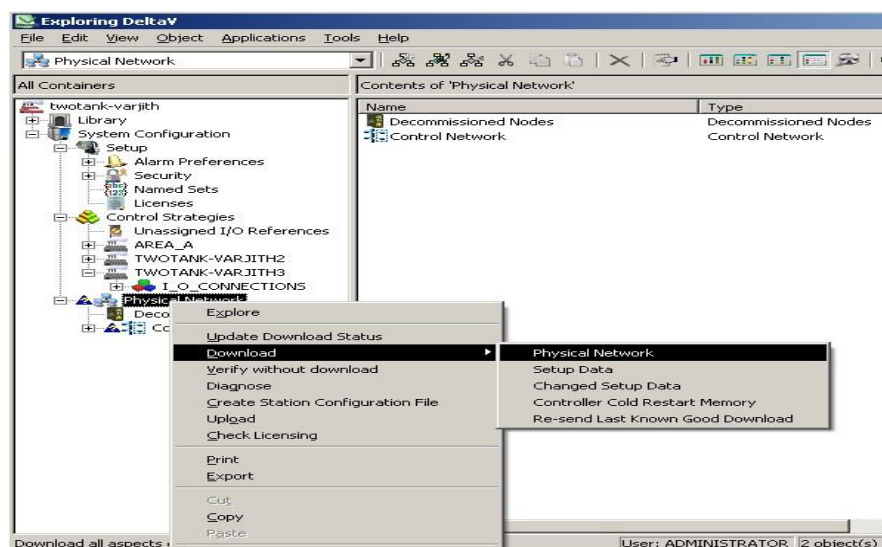 Exploring DeltaV
File Edit View Object Applications Tools Help
Physical Network
All Containers
Contents of 'Physical Network'
twotank-varjith
Library
System Configuration
Setup
Alarm Preferences
Security
Named Sets
Licenses
Control Strategies
Unassigned I/O References
AREA_A
TWOTANK-VARJITH2
TWOTANK-VARJITH3
I_O_CONNECTIONS
Physical Network
Deco
Co
Name Type
Decommissioned Nodes Decommissioned Nodes
Control Network Control Network
Explore
Update Download Status
Download
Verify without download
Diagnose
Create Station Configuration File
Upload
Check Licensing
Print
Export
Cut
Copy
Paste
Physical Network
Setup Data
Changed Setup Data
Controller Cold Restart Memory
Re-send Last Known Good Download
Download all aspects
User: ADMINISTRATOR 2 object(s)